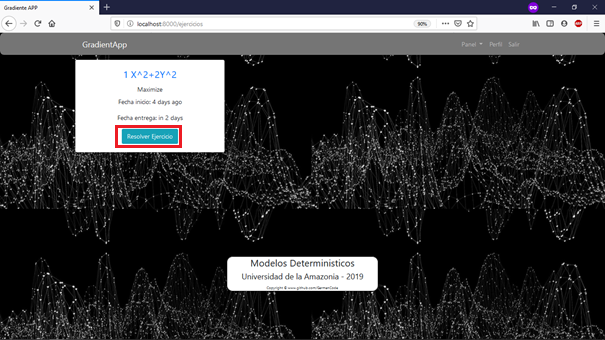 Gradiente APP
localhost:8000/ejercicios
90%
GradientApp
Panel
Perfil
Salir
1 X^2+2Y^2
Maximize
Fecha inicio: 4 days ago
Fecha entrega: in 2 days
Resolver Ejercicio
Modelos Deterministicos
Universidad de la Amazonia - 2019
Copyright © www.github.com/